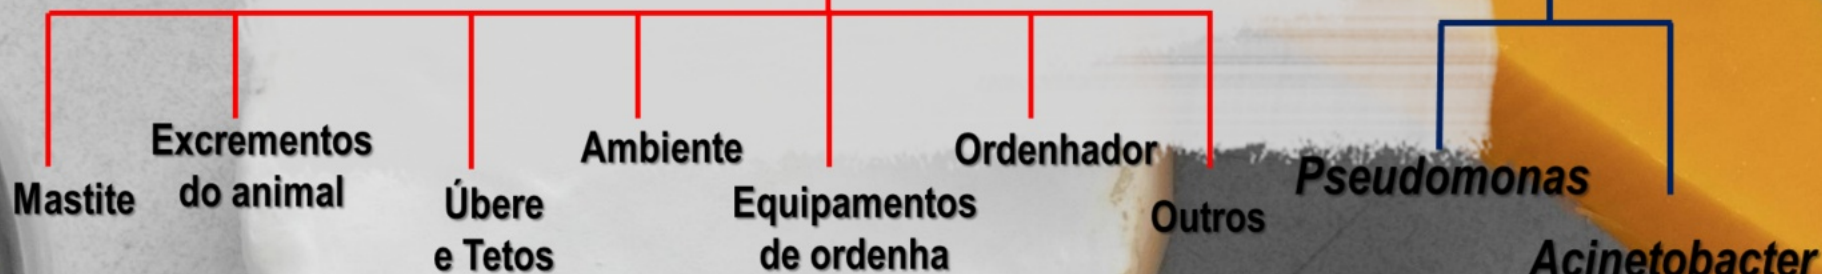 Mastite
Excrementos
do animal
Úbere
e Tetos
Ambiente
Equipamentos
de ordenha
Ordenhador
Outros
Pseudomonas
Acinetobacter